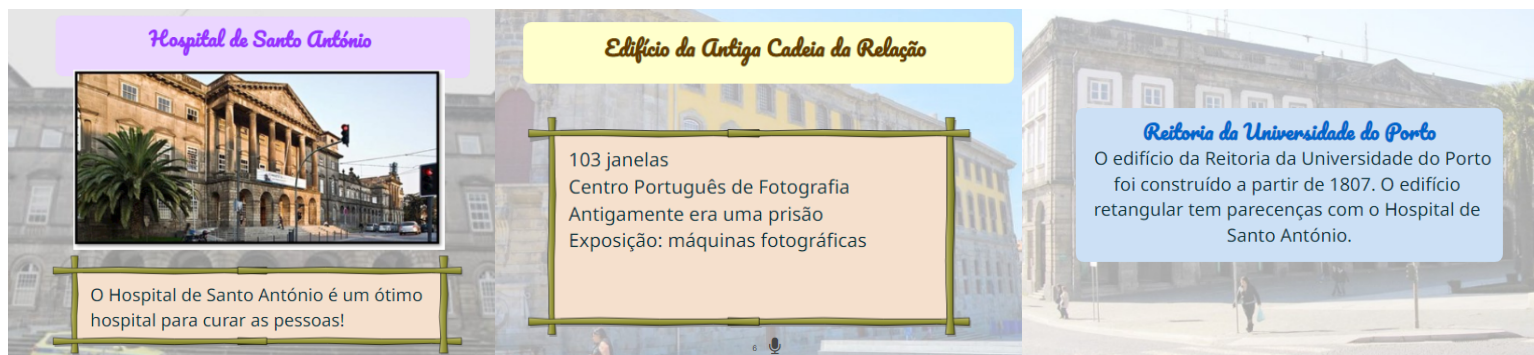 Hospital de Santo António
O Hospital de Santo António é um ótimo
hospital para curar as pessoas!
Edifício da Antiga Cadeia da Relação
103 janelas
Centro Português de Fotografia
Antigamente era uma prisão
Exposição: máquinas fotográficas
6
Reitoria da Universidade do Porto
O edifício da Reitoria da Universidade do Porto
foi construído a partir de 1807. O edifício
retangular tem parecenças com o Hospital de
Santo António.